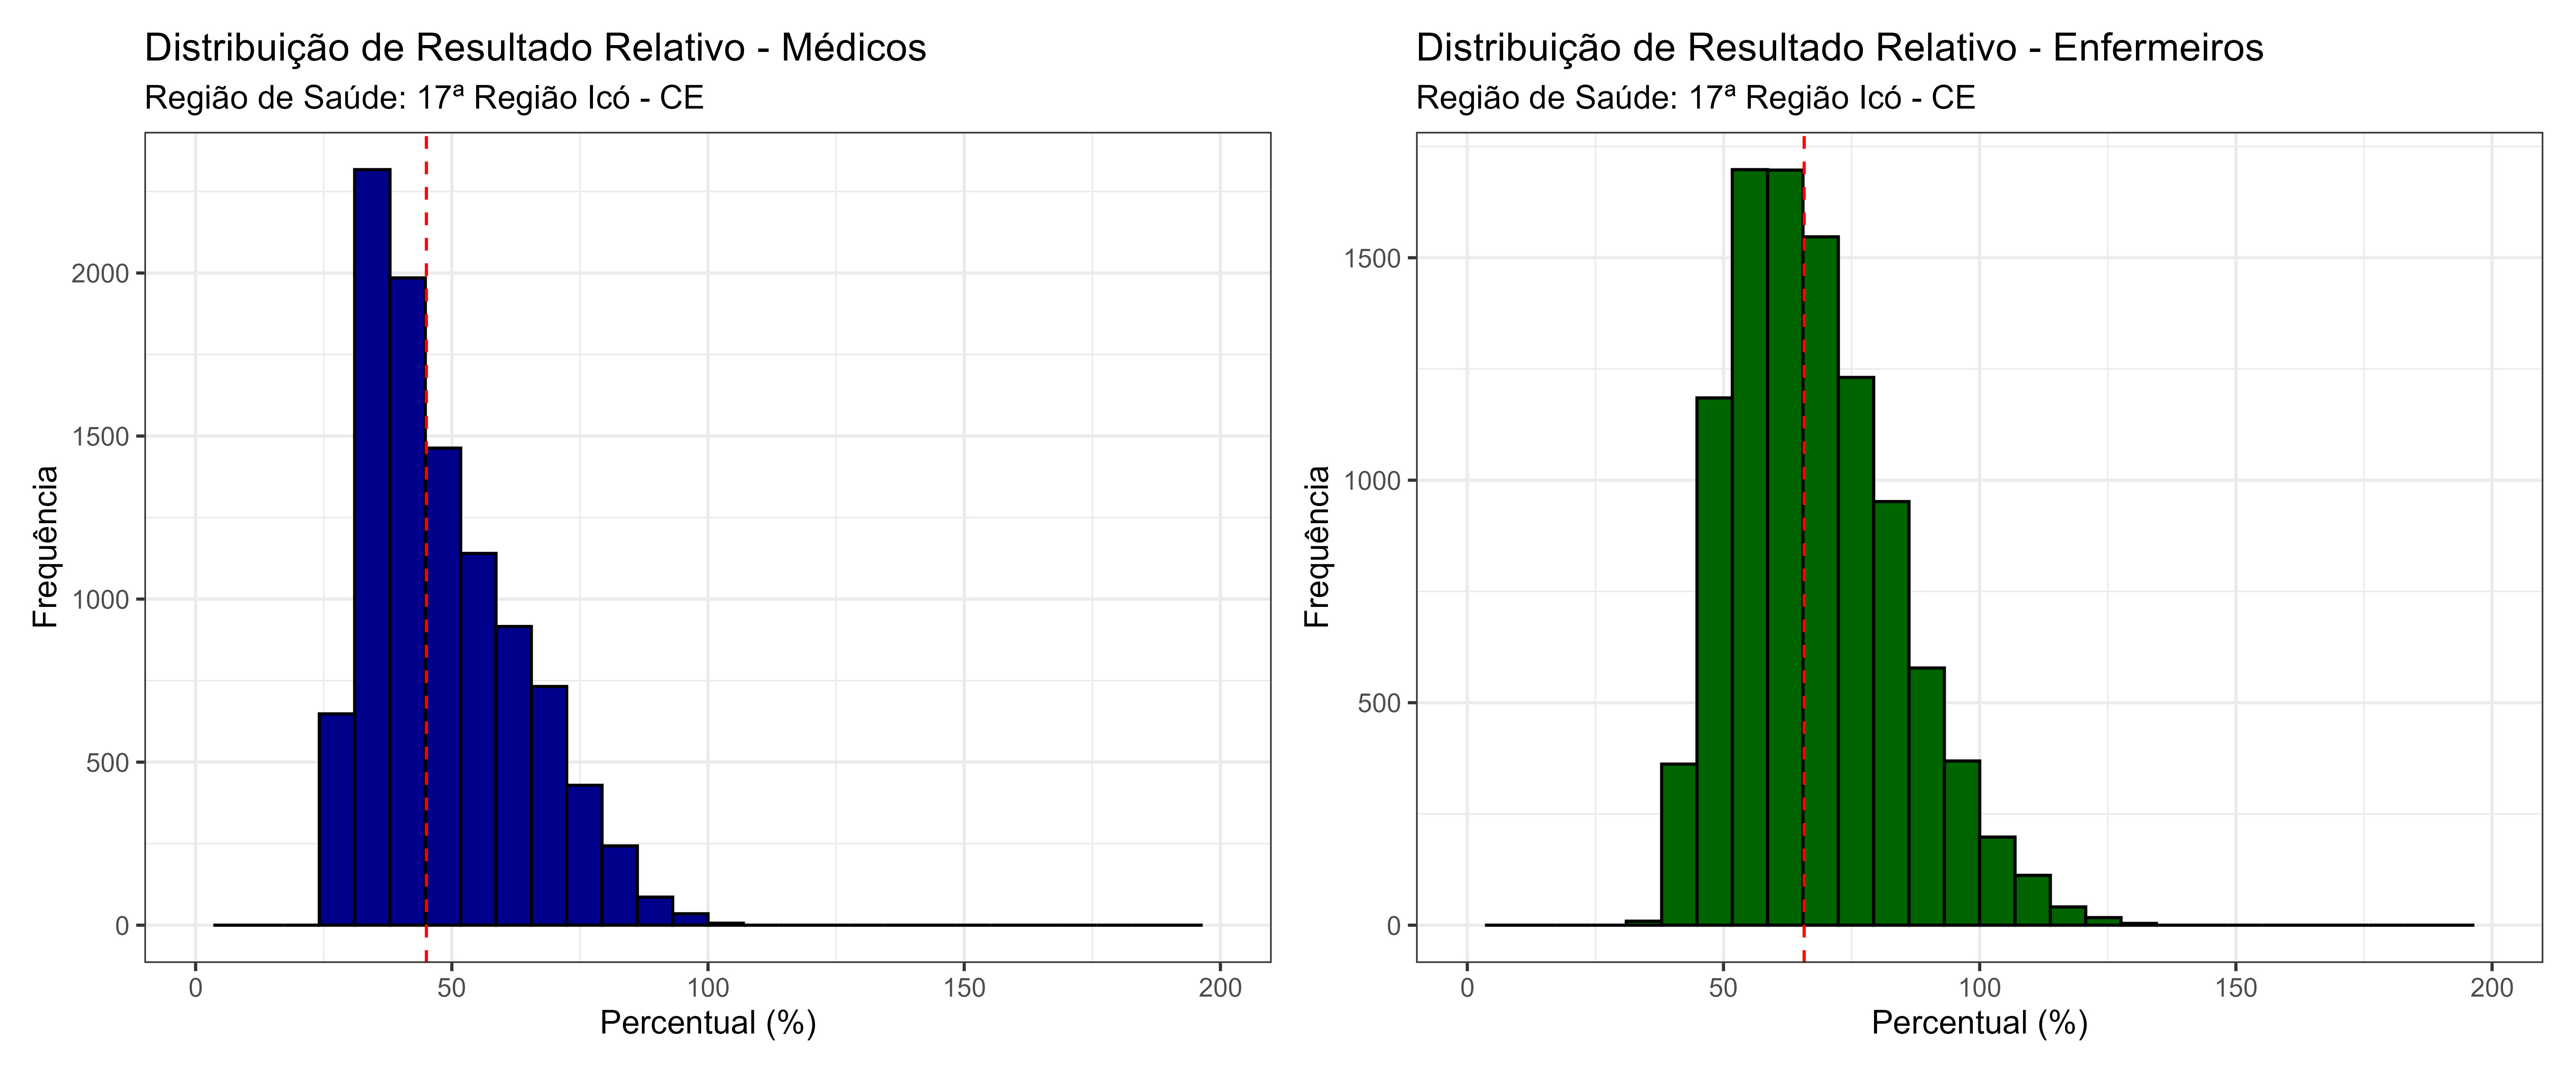 Distribuição de Resultado Relativo - Médicos
Região de Saúde: 17ª Região Icó - CE
Frequência
2000
1500
1000
500
0
0 50 100 150 200
Percentual (%)
Distribuição de Resultado Relativo - Enfermeiros
Região de Saúde: 17ª Região Icó - CE
Frequência
1500
1000
500
0
0 50 100 150 200
Percentual (%)